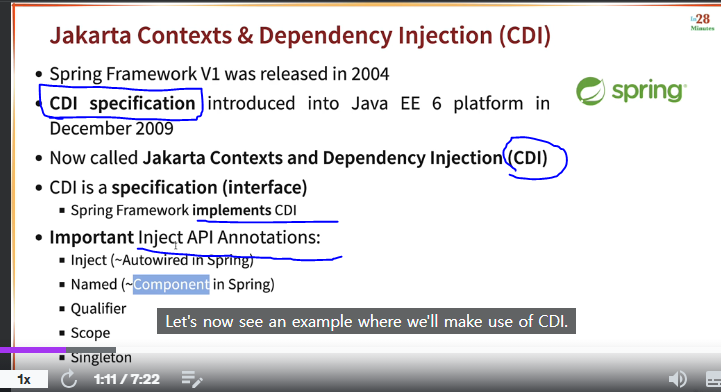 in28
Minutes
Jakarta Contexts & Dependency Injection (CDI)
• Spring Framework V1 was released in 2004
spring
• CDI specification introduced into Java EE 6 platform in
December 2009
• Now called Jakarta Contexts and Dependency Injection (CDI)
• CDI is a specification (interface)
▪ Spring Framework implements CDI
• Important Inject API Annotations:
▪ Inject (~Autowired in Spring)
▪ Named (~Component in Spring)
▪ Qualifier
Let's now see an example where we'll make use of CDI.
▪ Scope
▪ Singleton
1x 1:11 / 7:22